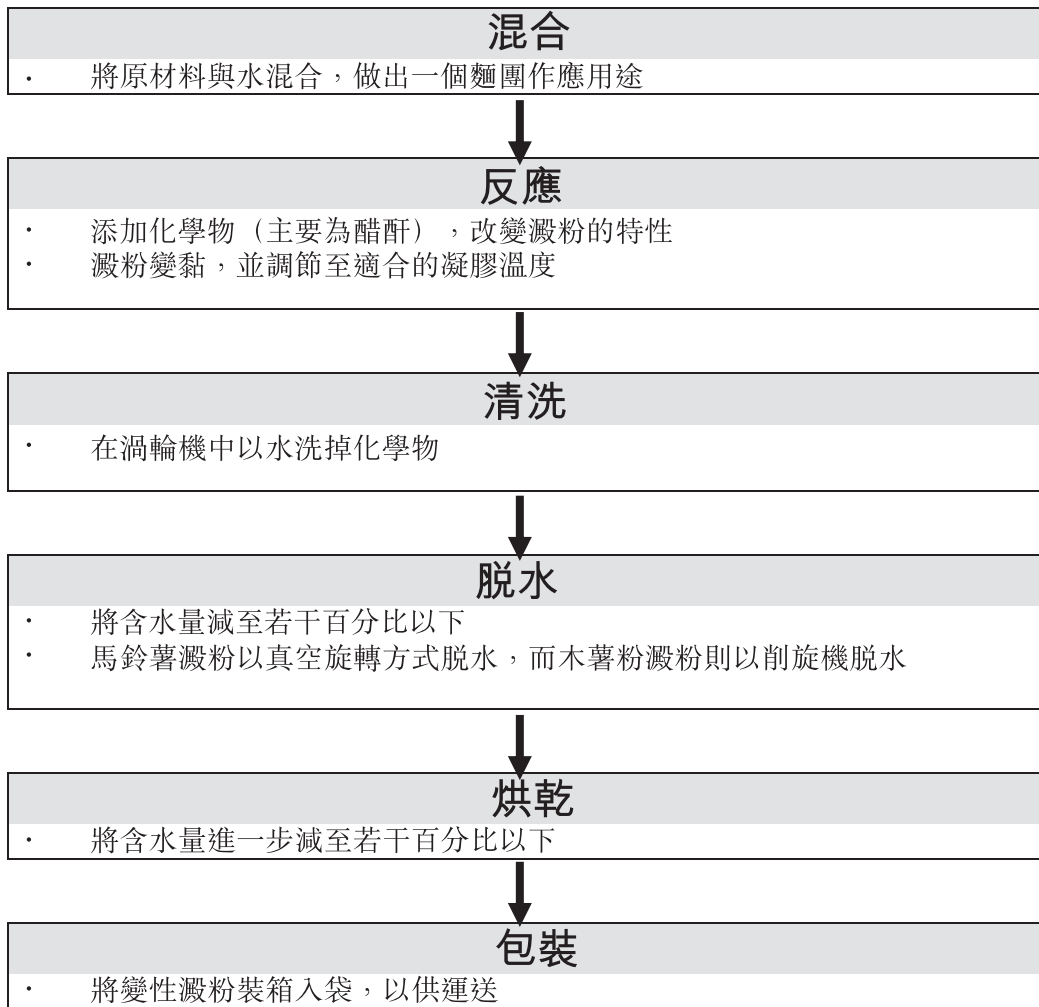 混合
· 將原材料與水混合，做出一個麵團作應用途
反應
· 添加化學物（主要為醋酐），改變澱粉的特性
· 澱粉變黏，並調節至適合的凝膠溫度
清洗
· 在渦輪機中以水洗掉化學物
脱水
· 將含水量減至若干百分比以下
· 馬鈴薯澱粉以真空旋轉方式脱水，而木薯粉澱粉則以削旋機脱水
烘乾
· 將含水量進一步減至若干百分比以下
包裝
· 將變性澱粉裝箱入袋，以供運送